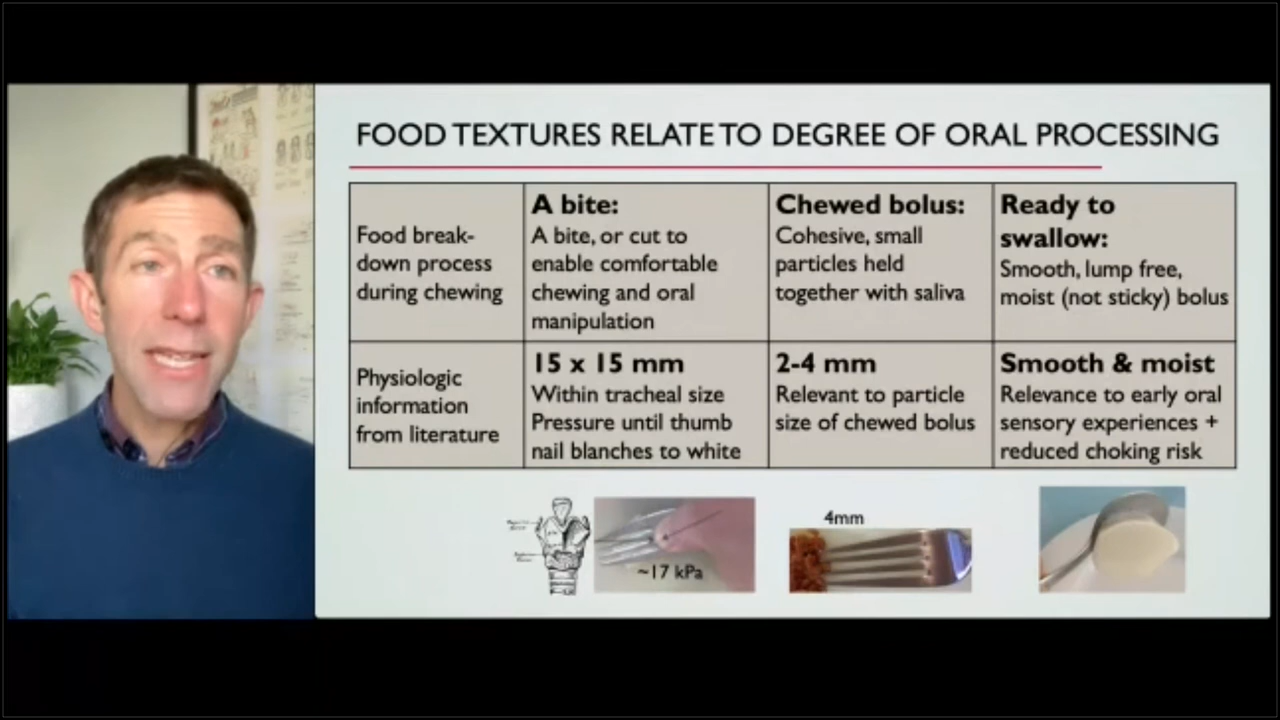 FOOD TEXTURES RELATE TO DEGREE OF ORAL PROCESSING
Food break-
down process
during chewing
A bite:
A bite, or cut to
enable comfortable
chewing and oral
manipulation
Chewed bolus:
Cohesive, small
particles held
together with saliva
Ready to
swallow:
Smooth, lump free,
moist (not sticky) bolus
Physiologic
information
from literature
15 x 15 mm
Within tracheal size
Pressure until thumb
nail blanches to white
2-4 mm
Relevant to particle
size of chewed bolus
Smooth & moist
Relevance to early oral
sensory experiences +
reduced choking risk
~17 kPa
4mm